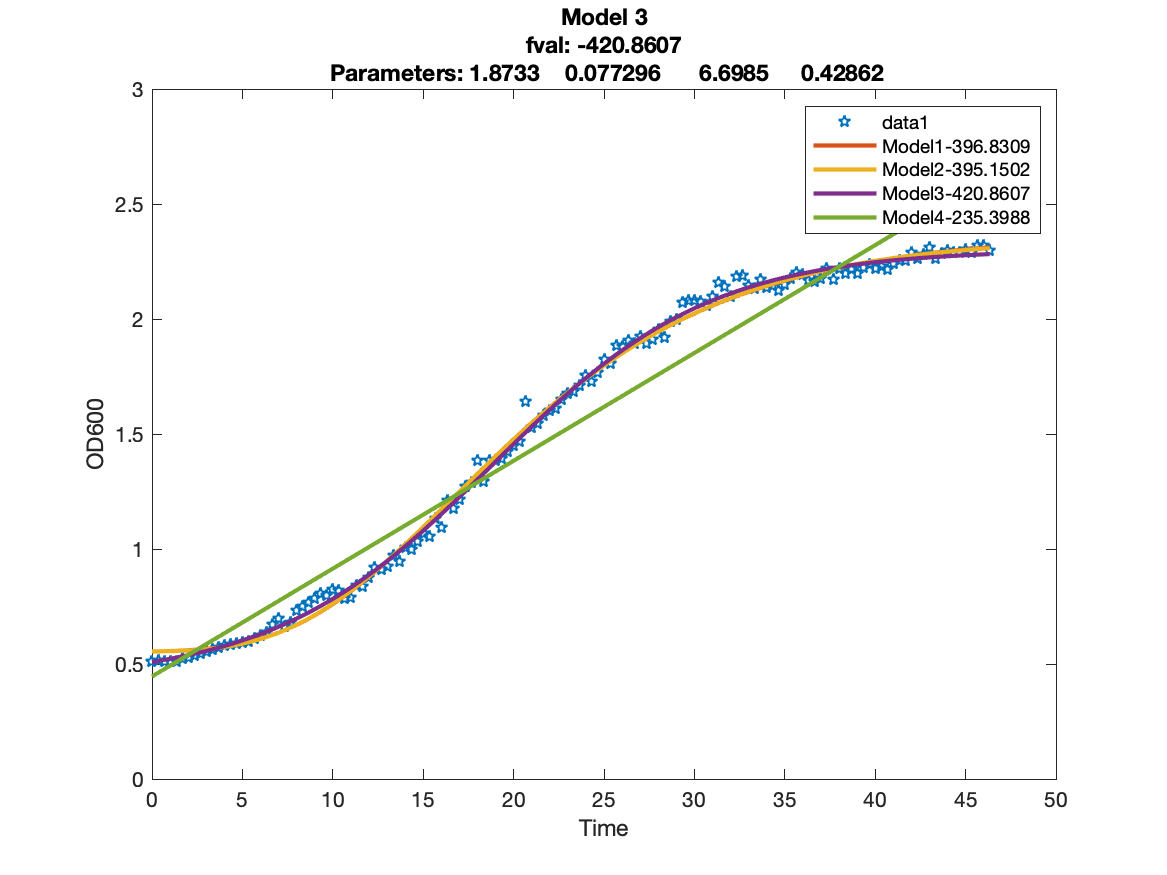 Model 3
fval: -420.8607
Parameters: 1.8733 0.077296 6.6985 0.42862
3
2.5
2
1.5
1
0.5
0
OD600
data1
Model1-396.8309
Model2-395.1502
Model3-420.8607
Model4-235.3988
0 5 10 15 20 25 30 35 40 45 50
Time